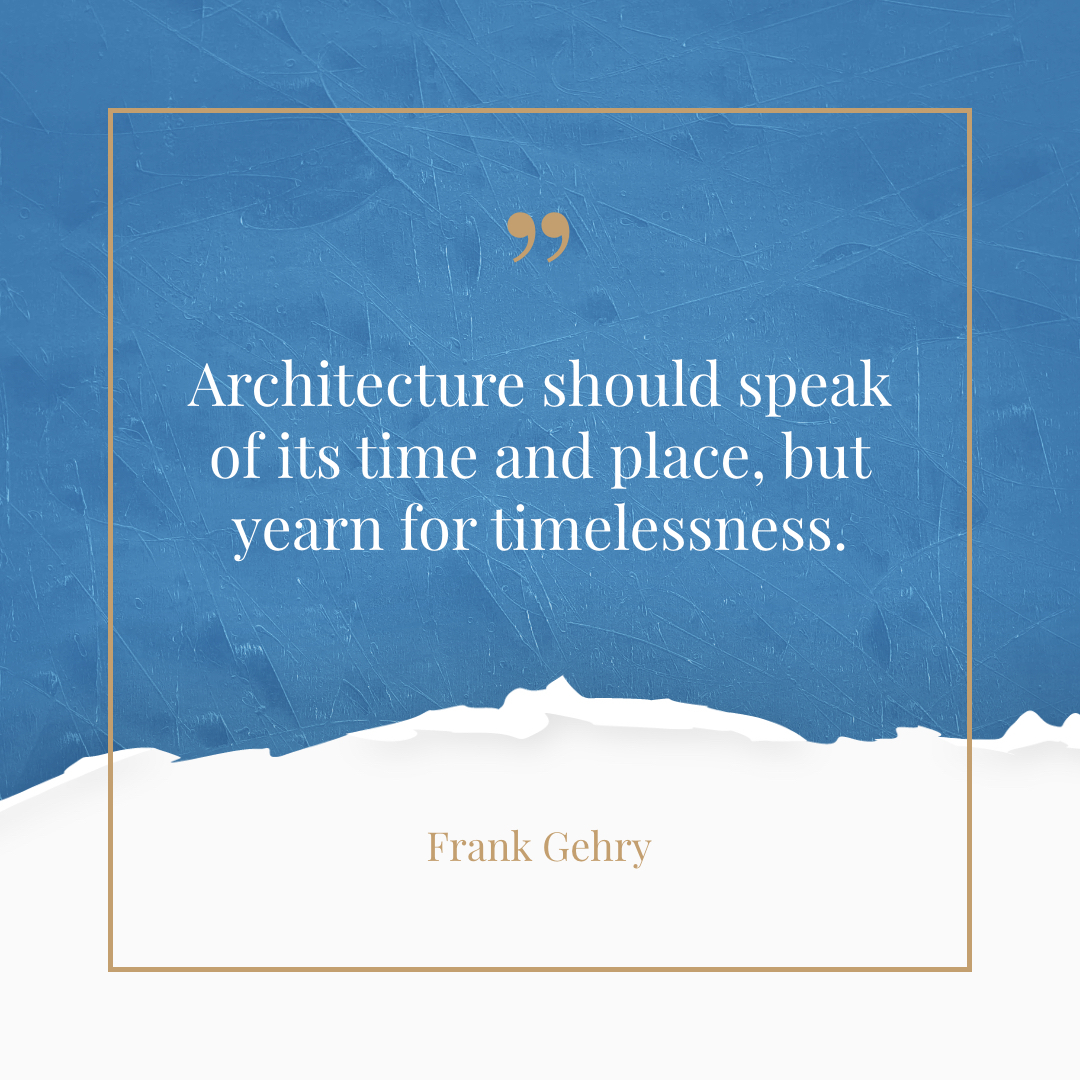 ”
Architecture should speak
of its time and place, but
yearn for timelessness.
Frank Gehry